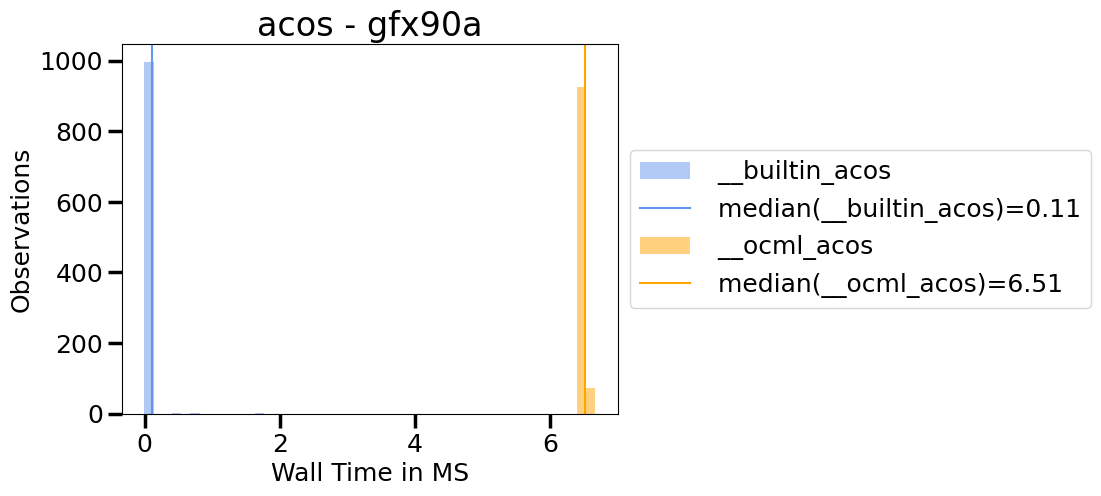 acos - gfx90a
1000
800
600
400
200
0
Observations
0 2 4 6
Wall Time in MS
__builtin_acos
median(__builtin_acos)=0.11
__ocml_acos
median(__ocml_acos)=6.51